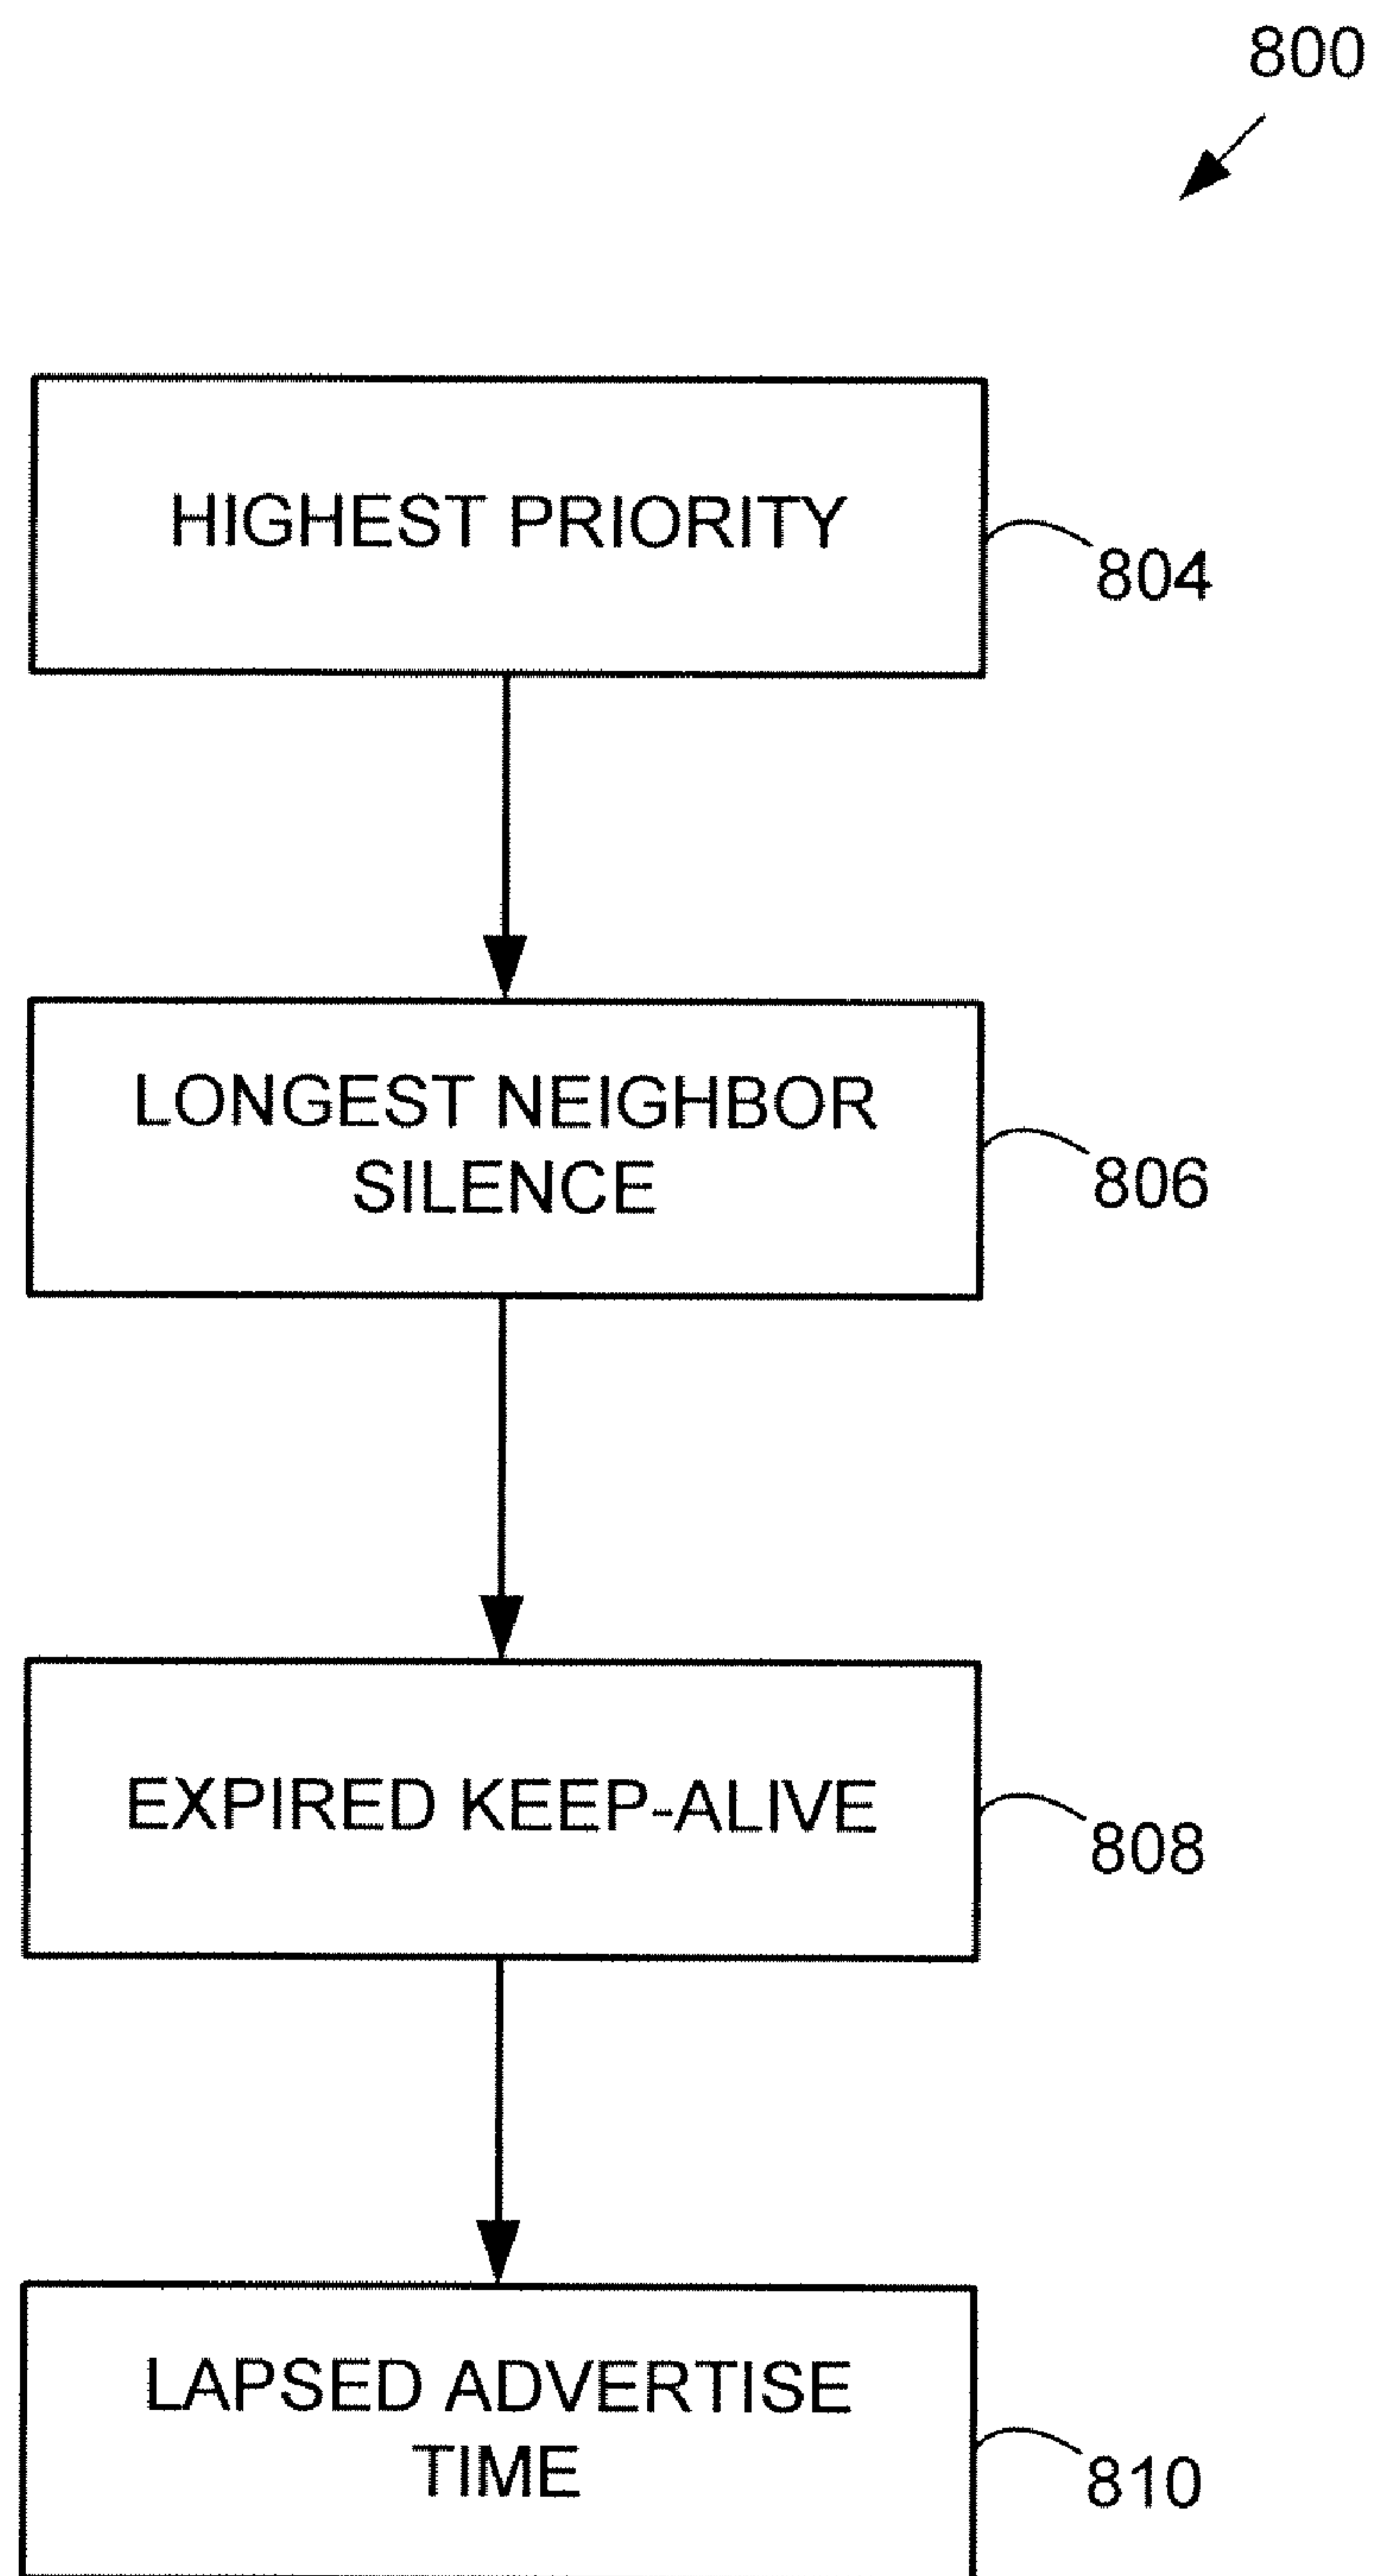 800
HIGHEST PRIORITY
804
LONGEST NEIGHBOR
SILENCE
806
EXPIRED KEEP-ALIVE
808
LAPSED ADVERTISE
TIME
810